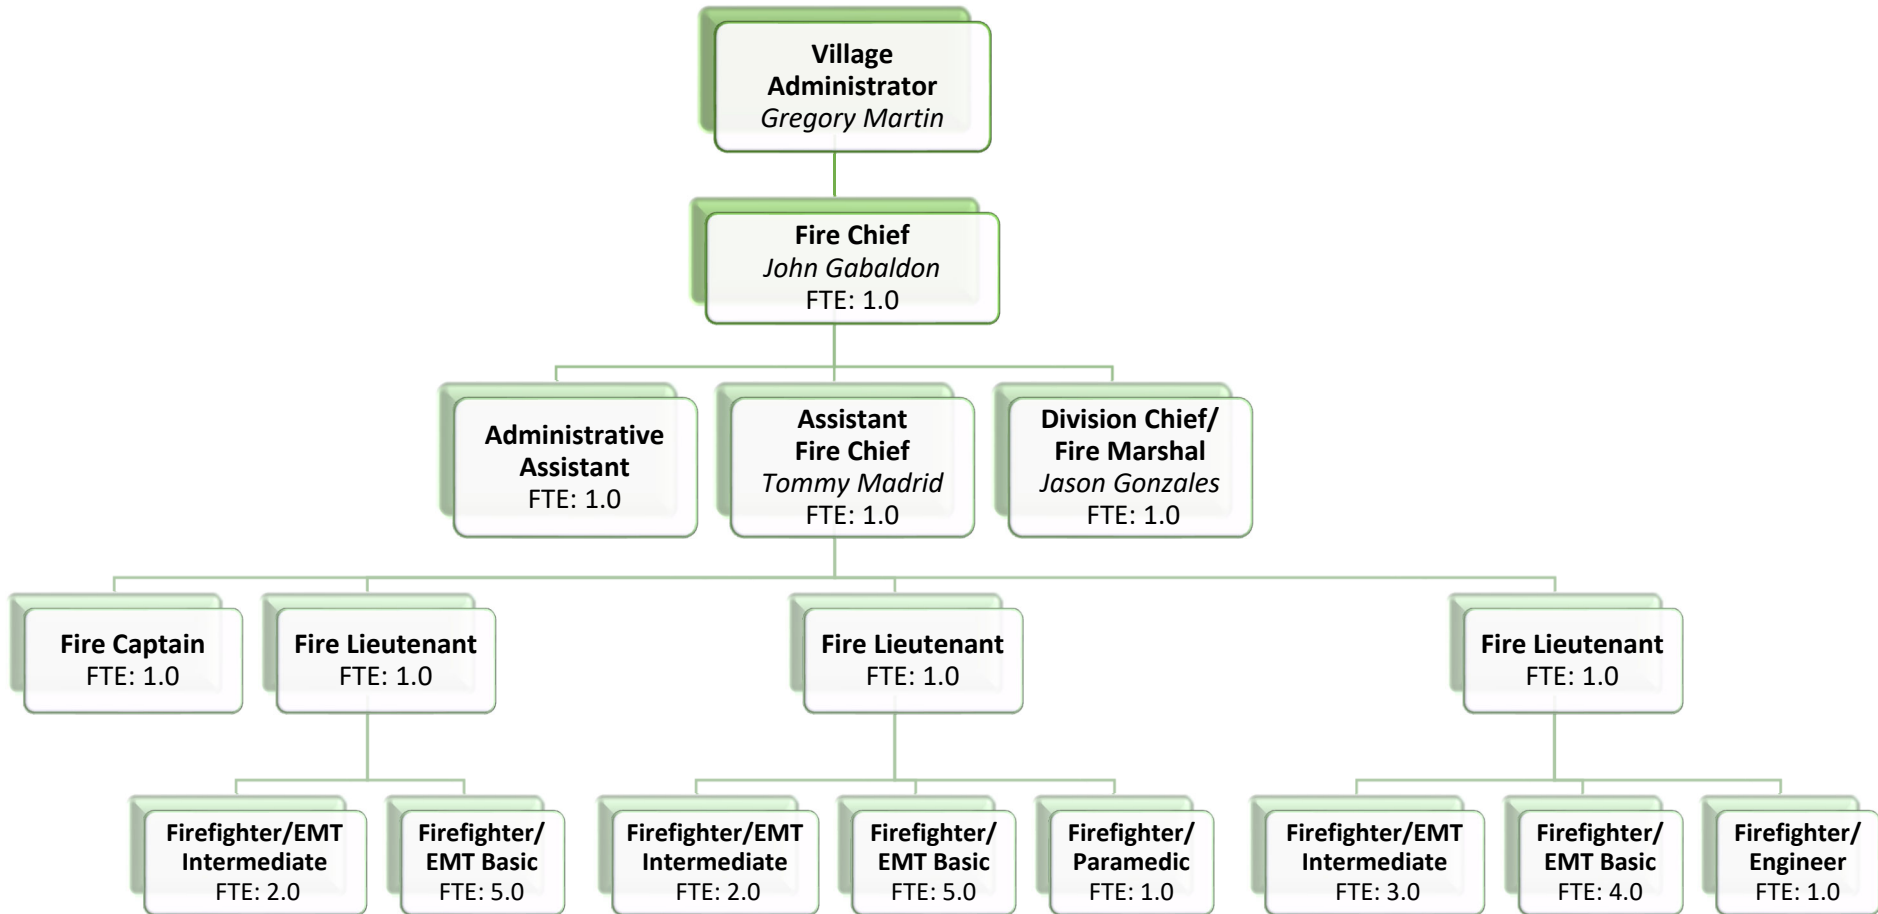 Village
Administrator
Gregory Martin
Fire Chief
John Gabaldon
FTE: 1.0
Administrative
Assistant
FTE: 1.0
Assistant
Fire Chief
Tommy Madrid
FTE: 1.0
Division Chief/
Fire Marshal
Jason Gonzales
FTE: 1.0
Fire Captain
FTE: 1.0
Fire Lieutenant
FTE: 1.0
Fire Lieutenant
FTE: 1.0
Fire Lieutenant
FTE: 1.0
Firefighter/EMT
Intermediate
FTE: 2.0
Firefighter/
EMT Basic
FTE: 5.0
Firefighter/EMT
Intermediate
FTE: 2.0
Firefighter/
EMT Basic
FTE: 5.0
Firefighter/
Paramedic
FTE: 1.0
Firefighter/EMT
Intermediate
FTE: 3.0
Firefighter/
EMT Basic
FTE: 4.0
Firefighter/
Engineer
FTE: 1.0